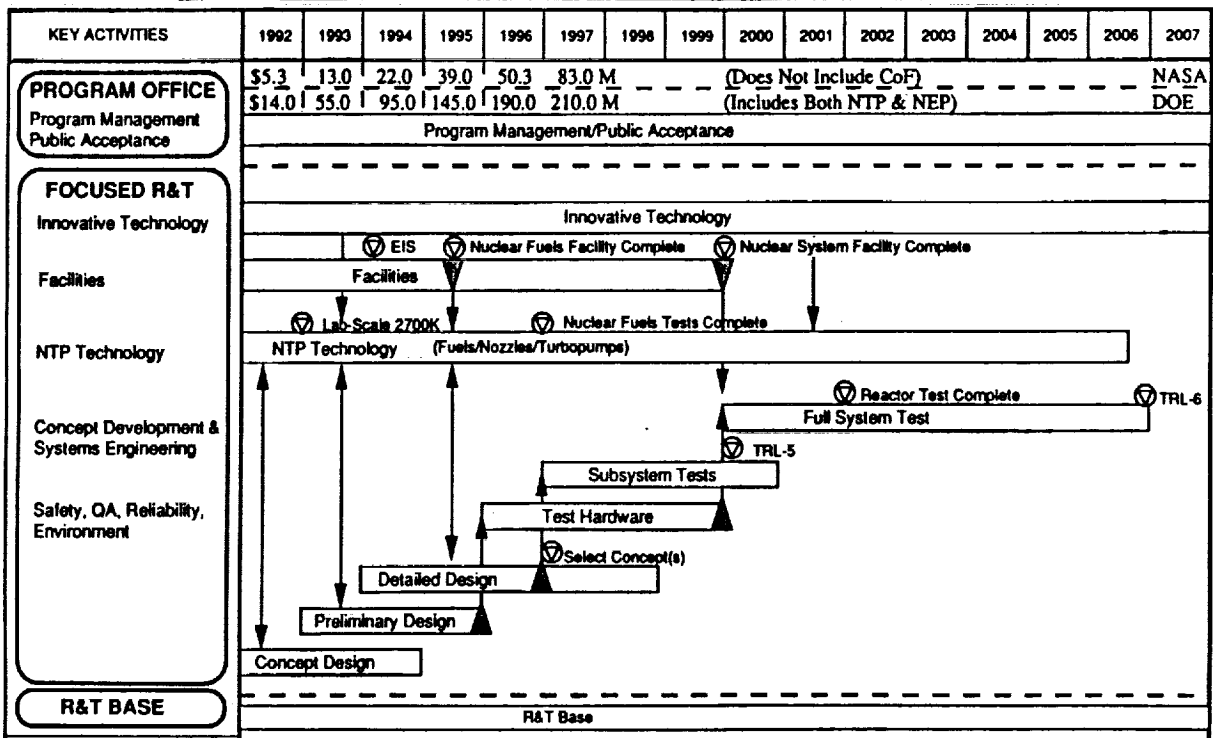 KEY ACTIVITIES 1992 1993 1994 1995 1996 1997 1998 1999 2000 2001 2002 2003 2004 2005 2006 2007
PROGRAM OFFICE
Program Management
Public Acceptance
$5.3 13.0 22.0 39.0 50.3 83.0 M (Does Not Include CoF) NASA
$14.0 55.0 95.0 145.0 190.0 210.0 M (Includes Both NTP & NEP) DOE
Program Management/Public Acceptance
FOCUSED R&T
Innovative Technology
Innovative Technology
EIS Nuclear Fuels Facility Complete Nuclear System Facility Complete
Facilities
Facilities
Lab-Scale 2700K Nuclear Fuels Tests Complete
NTP Technology
NTP Technology (Fuels/Nozzles/Turbopumps)
Reactor Test Complete TRL-6
Full System Test
Concept Development &
Systems Engineering
TRL-5
Subsystem Tests
Safety, QA, Reliability,
Environment
Test Hardware
Select Concept(s)
Detailed Design
Preliminary Design
Concept Design
R&T BASE
R&T Base